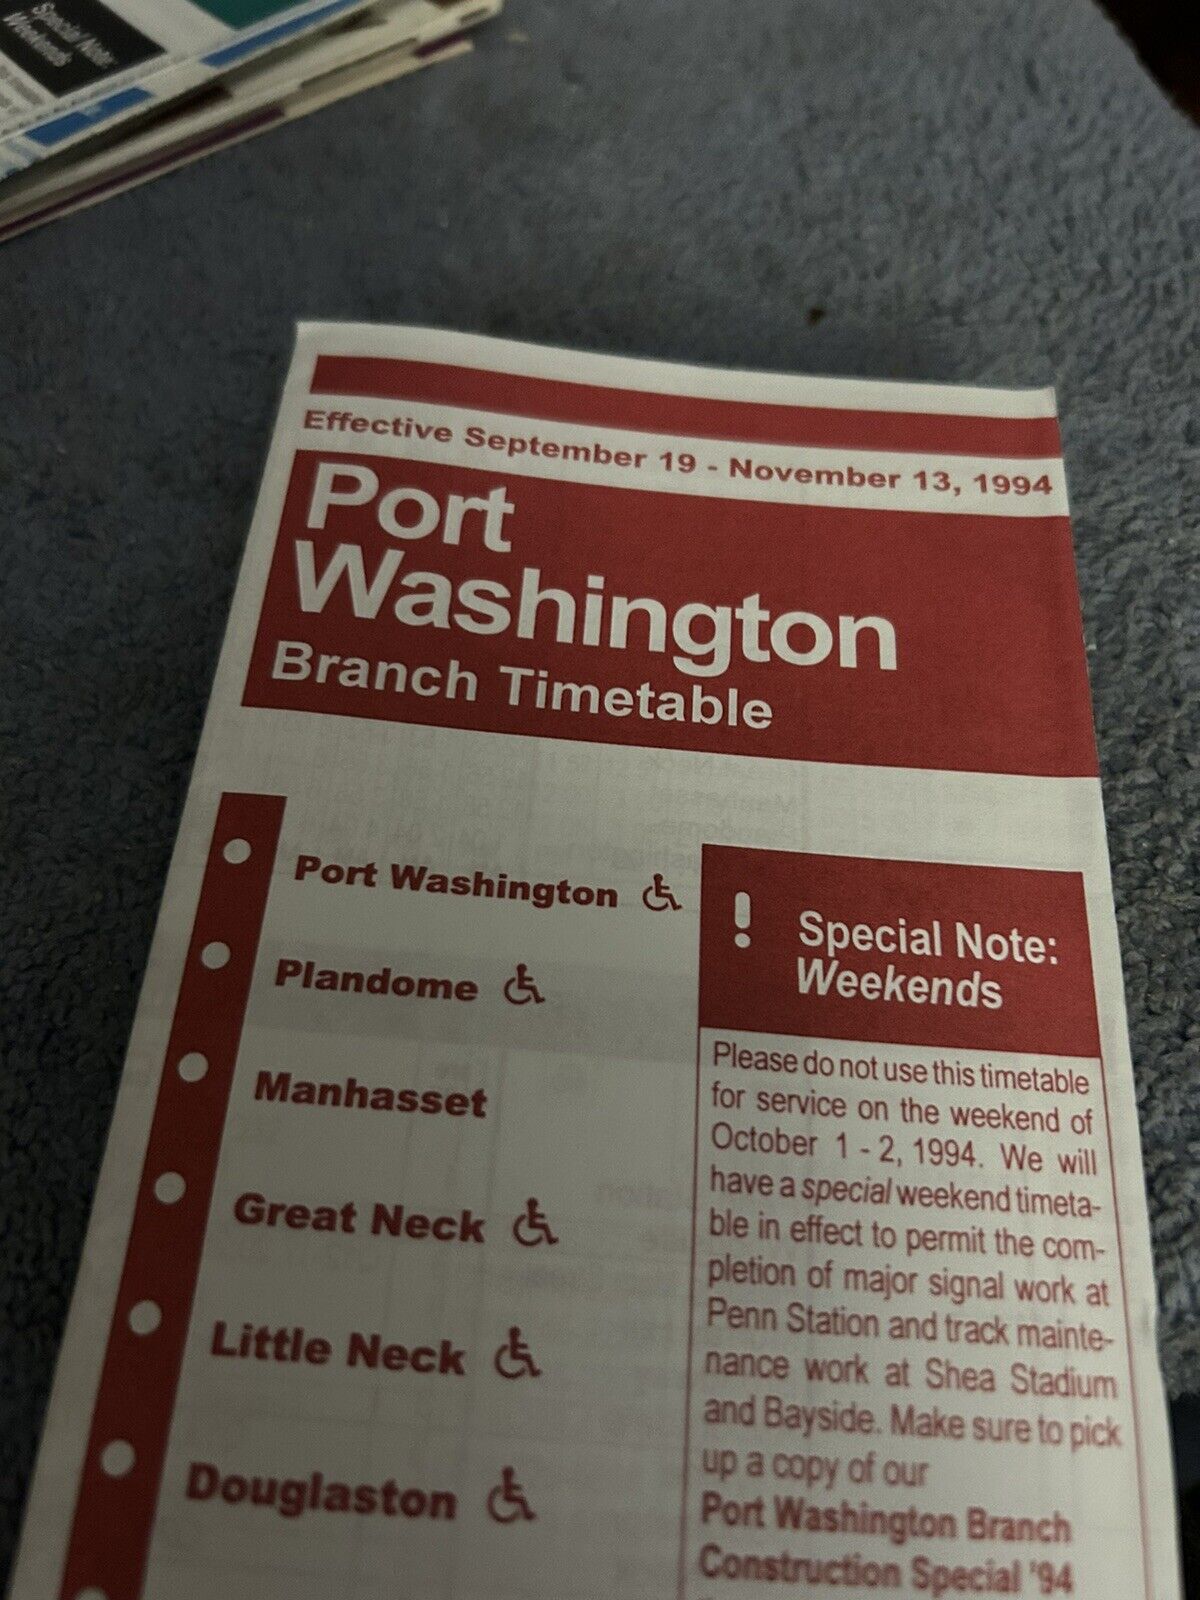 Special Note:
Weekends
Effective September 19 - November 13, 1994
Port
Washington
Branch Timetable
Port Washington
Plandome
Manhasset
Great Neck
Little Neck
Douglaston
! Special Note:
Weekends
Please do not use this timetable
for service on the weekend of
October 1 - 2, 1994. We will
have a special weekend timeta-
ble in effect to permit the com-
pletion of major signal work at
Penn Station and track mainte-
nance work at Shea Stadium
and Bayside. Make sure to pick
up a copy of our
Port Washington Branch
Construction Special '94